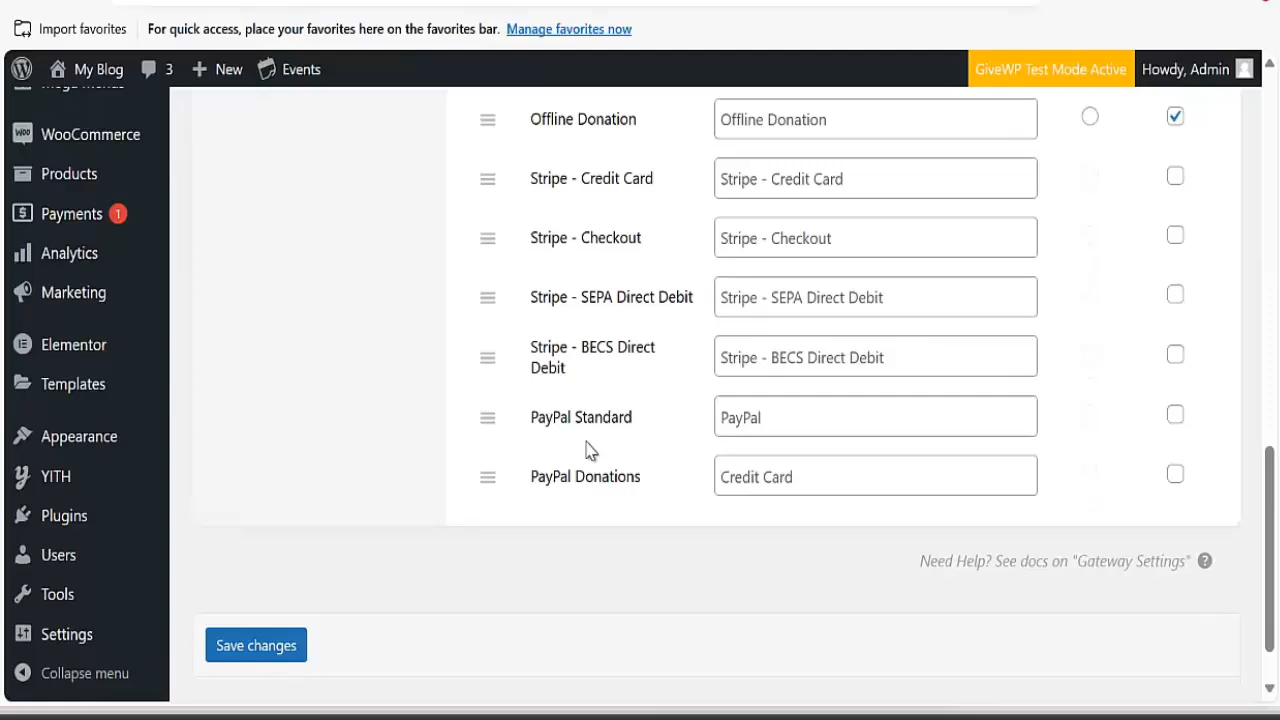 Import favorites
For quick access, place your favorites here on the favorites bar. Manage favorites now
My Blog 3 New Events GiveWP Test Mode Active Howdy, Admin
Mega Menus
WooCommerce
Products
Payments 1
Analytics
Marketing
Elementor
Templates
Appearance
YITH
Plugins
Users
Tools
Settings
Collapse menu
Offline Donation Offline Donation
Stripe - Credit Card Stripe - Credit Card
Stripe - Checkout Stripe - Checkout
Stripe - SEPA Direct Debit Stripe - SEPA Direct Debit
Stripe - BECS Direct Stripe - BECS Direct Debit
Debit
PayPal Standard PayPal
PayPal Donations Credit Card
Need Help? See docs on "Gateway Settings" ?
Save changes